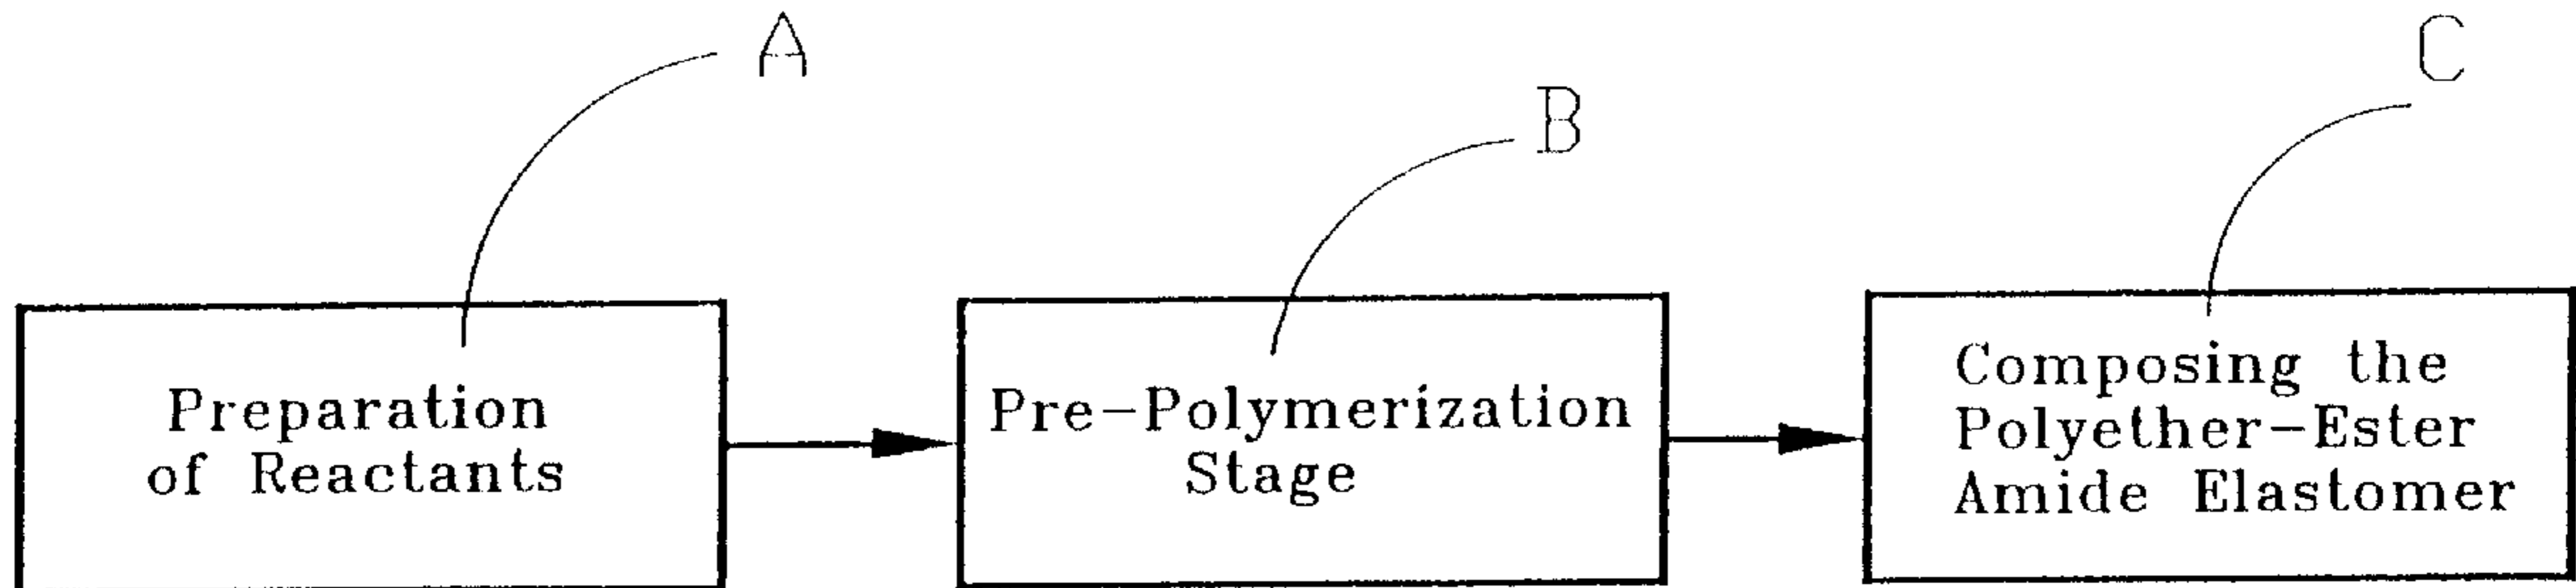 A
B
C
Preparation
of Reactants
Pre-Polymerization
Stage
Composing the
Polyether-Ester
Amide Elastomer